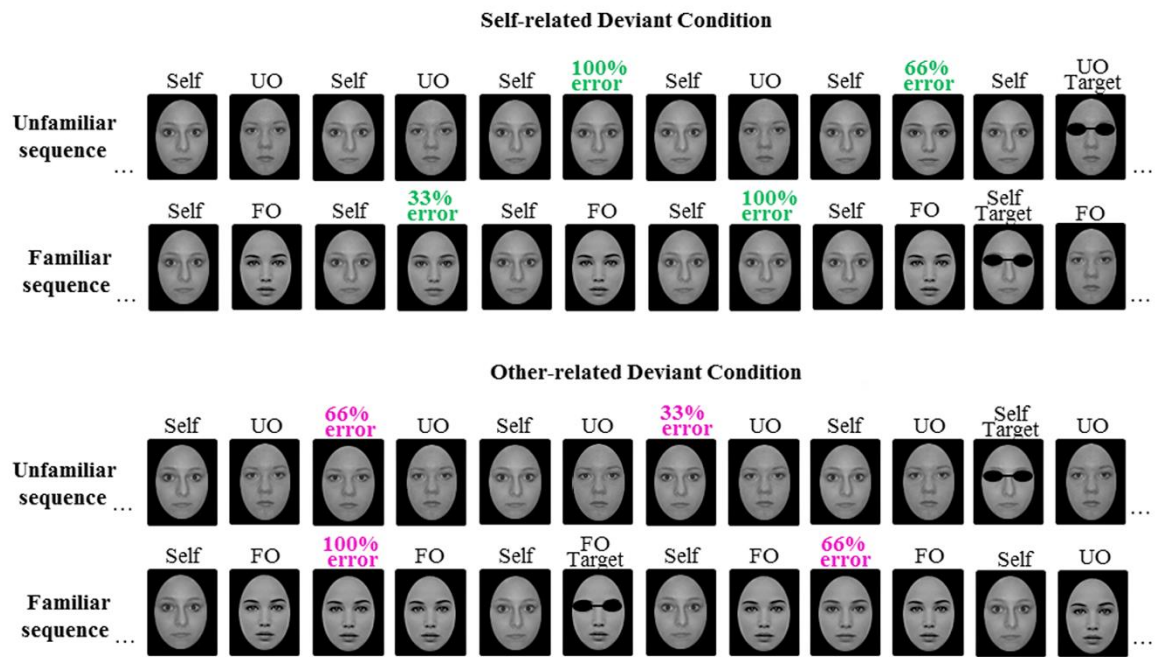 Self-related Deviant Condition
Self UO Self UO Self 100% error Self UO Self 66% error Self UO Target
Unfamiliar sequence ... ...
Self FO Self 33% error Self FO Self 100% error Self FO Self Target FO
Familiar sequence ... ...
Other-related Deviant Condition
Self UO 66% error UO Self UO 33% error UO Self UO Self Target UO
Unfamiliar sequence ... ...
Self FO 100% error FO Self FO Target Self FO 66% error FO Self UO
Familiar sequence ... ...